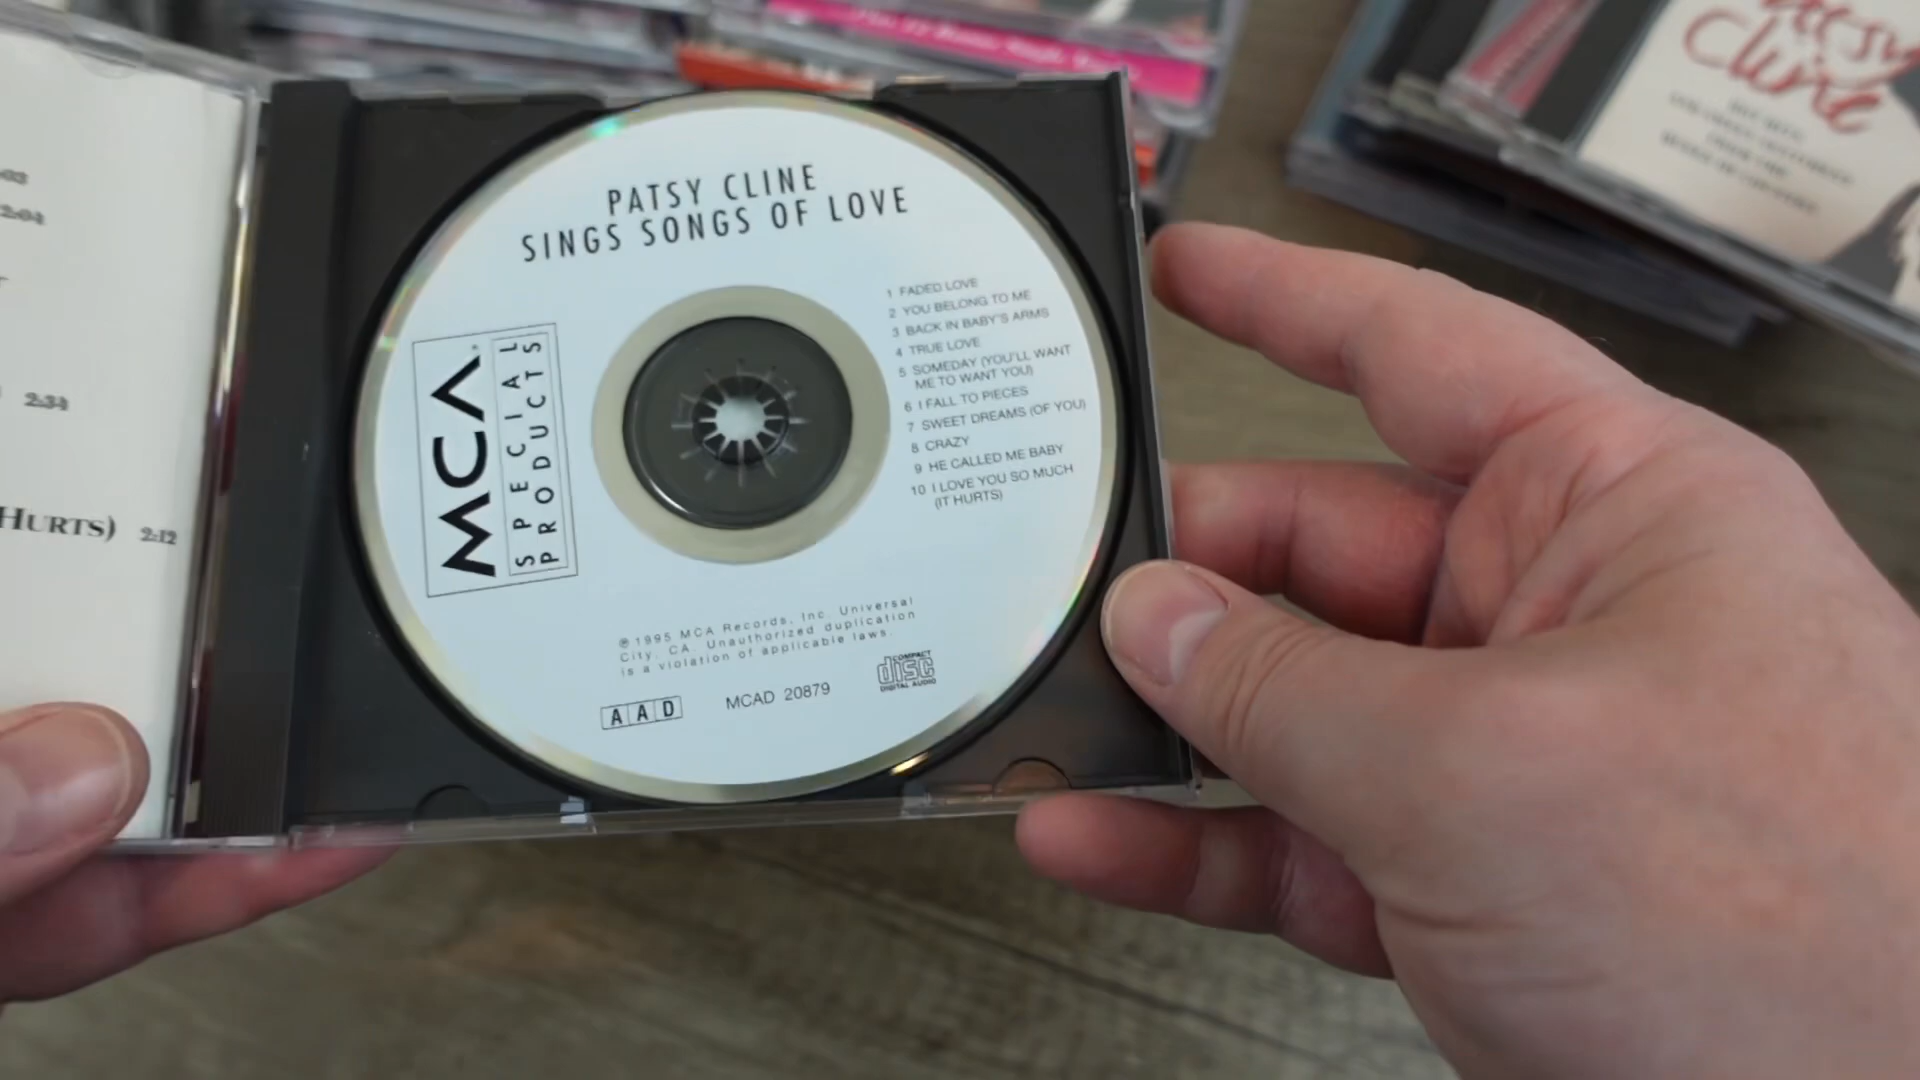 PATSY CLINE
SINGS SONGS OF LOVE
MCA
SPECIAL
PRODUCTS
1 FADED LOVE
2 YOU BELONG TO ME
3 BACK IN BABY'S ARMS
4 TRUE LOVE
5 SOMEDAY (YOU'LL WANT
ME TO WANT YOU)
6 I FALL TO PIECES
7 SWEET DREAMS (OF YOU)
8 CRAZY
9 HE CALLED ME BABY
10 I LOVE YOU SO MUCH
(IT HURTS)
℗1995 MCA Records, Inc. Universal
City. CA. Unauthorized duplication
is a violation of applicable laws.
AAD
MCAD 20879
COMPACT
disc
DIGITAL AUDIO
2:04
2:34
HURTS) 2:12
Patsy
Cline